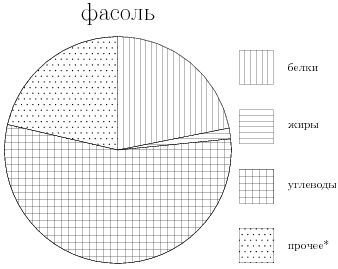 фасоль
белки
жиры
углеводы
прочее*